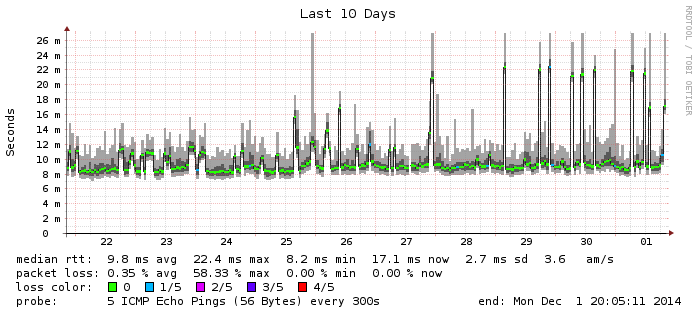 Last 10 Days
RRDTOOL / TOBI OETIKER
Seconds
26 m
24 m
22 m
20 m
18 m
16 m
14 m
12 m
10 m
8 m
6 m
4 m
2 m
0
22 23 24 25 26 27 28 29 30 01
median rtt: 9.8 ms avg 22.4 ms max 8.2 ms min 17.1 ms now 2.7 ms sd 3.6 am/s
packet loss: 0.35 % avg 58.33 % max 0.00 % min 0.00 % now
loss color: 0 1/5 2/5 3/5 4/5
probe: 5 ICMP Echo Pings (56 Bytes) every 300s end: Mon Dec 1 20:05:11 2014